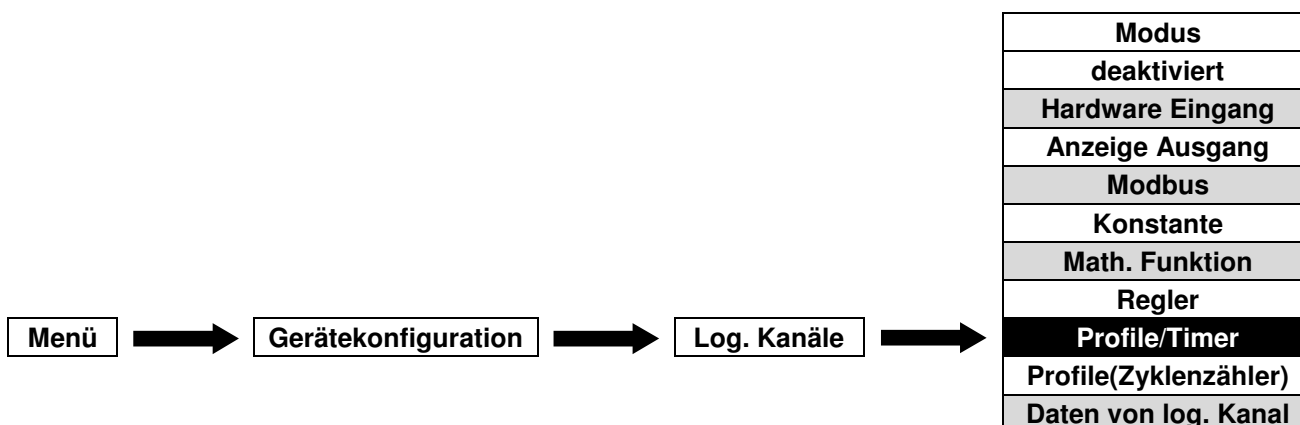 Modus
deaktiviert
Hardware Eingang
Anzeige Ausgang
Modbus
Konstante
Math. Funktion
Regler
Menü Gerätekonfiguration Log. Kanäle Profile/Timer
Profile(Zyklenzähler)
Daten von log. Kanal